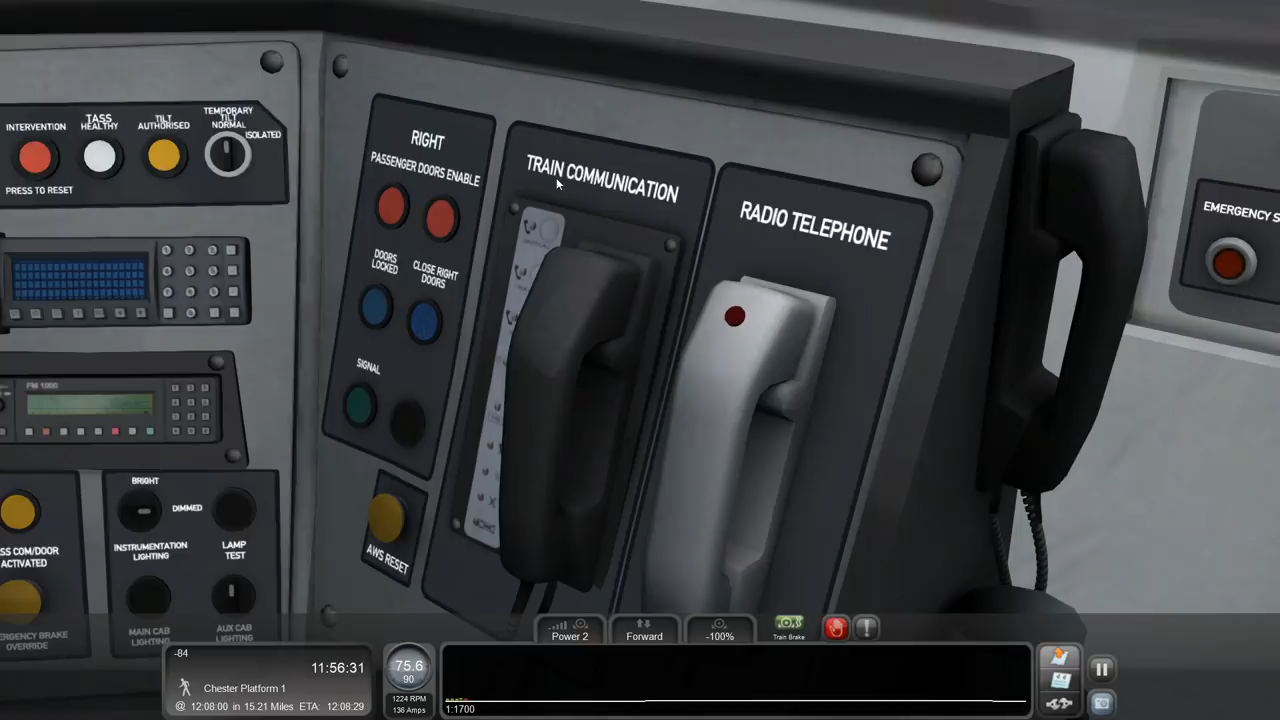 INTERVENTION
TASS
HEALTHY
TILT
AUTHORISED
TEMPORARY
TILT
NORMAL
ISOLATED
PRESS TO RESET
RIGHT
PASSENGER DOORS ENABLE
DOORS
LOCKED
CLOSE RIGHT
DOORS
SIGNAL
AWS RESET
TRAIN COMMUNICATION
RADIO TELEPHONE
EMERGENCY S
FM 1000
BRIGHT
DIMMED
INSTRUMENTATION
LIGHTING
LAMP
TEST
MAIN CAB
LIGHTING
AUX CAB
LIGHTING
SS COM/DOOR
ACTIVATED
ERGENCY BRAKE
OVERRIDE
Power 2
Forward
-100%
Train Brake
-84
11:56:31
Chester Platform 1
@ 12:08:00 in 15.21 Miles ETA: 12:08.29
75.6
90
1224 RPM
136 Amps
1:1700